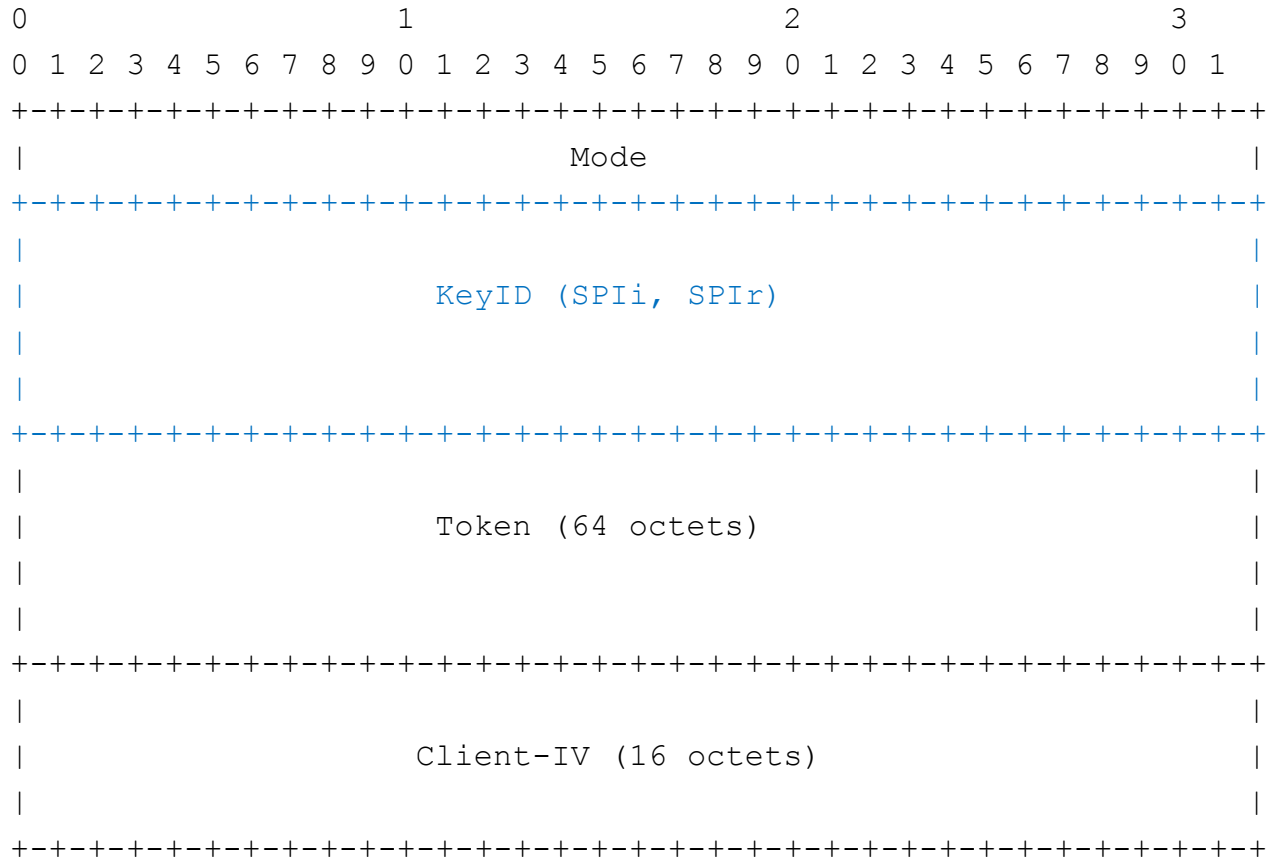 0                   1                   2                   3
0 1 2 3 4 5 6 7 8 9 0 1 2 3 4 5 6 7 8 9 0 1 2 3 4 5 6 7 8 9 0 1
+-+-+-+-+-+-+-+-+-+-+-+-+-+-+-+-+-+-+-+-+-+-+-+-+-+-+-+-+-+-+-+-+
|                            Mode                               |
+-+-+-+-+-+-+-+-+-+-+-+-+-+-+-+-+-+-+-+-+-+-+-+-+-+-+-+-+-+-+-+-+
|                                                               |
|                     KeyID (SPIi, SPIr)                        |
|                                                               |
|                                                               |
+-+-+-+-+-+-+-+-+-+-+-+-+-+-+-+-+-+-+-+-+-+-+-+-+-+-+-+-+-+-+-+-+
|                                                               |
|                     Token (64 octets)                         |
|                                                               |
|                                                               |
+-+-+-+-+-+-+-+-+-+-+-+-+-+-+-+-+-+-+-+-+-+-+-+-+-+-+-+-+-+-+-+-+
|                                                               |
|                    Client-IV (16 octets)                      |
|                                                               |
+-+-+-+-+-+-+-+-+-+-+-+-+-+-+-+-+-+-+-+-+-+-+-+-+-+-+-+-+-+-+-+-+